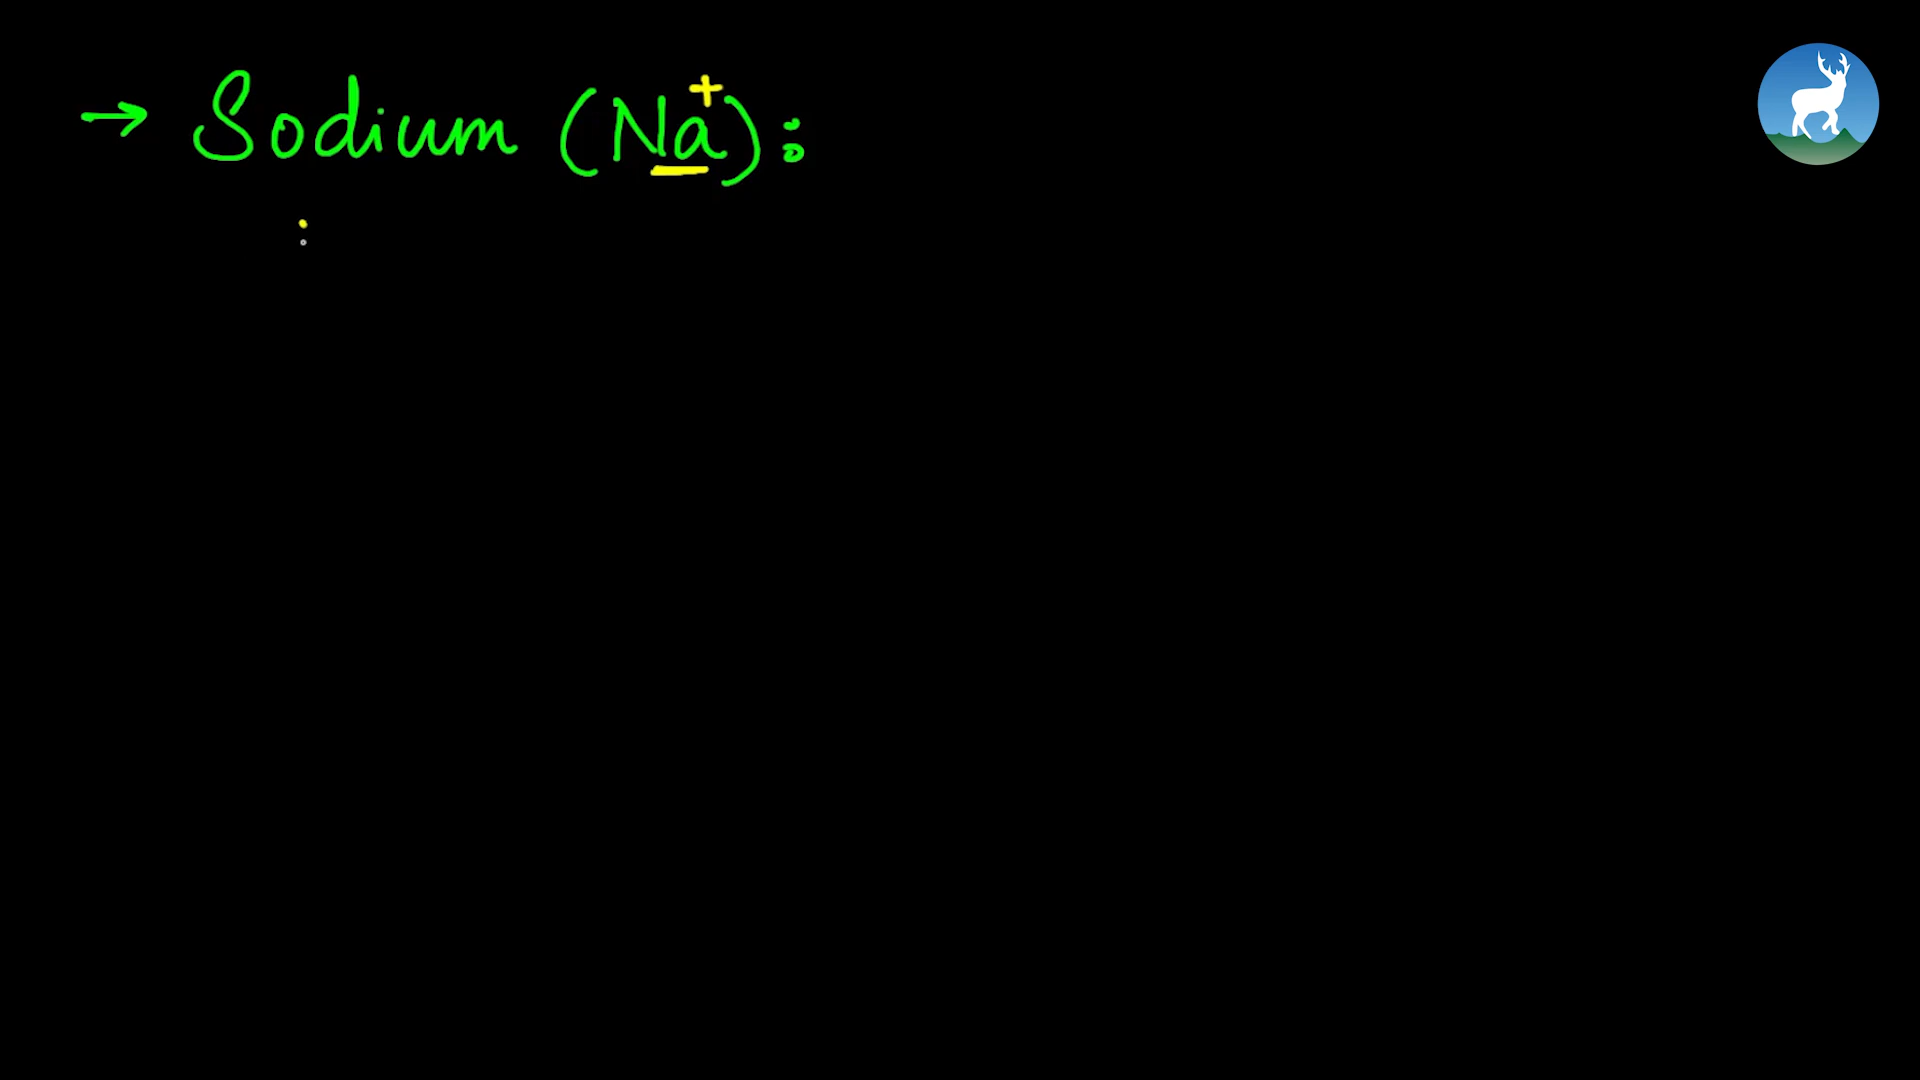 → Sodium (Na⁺):